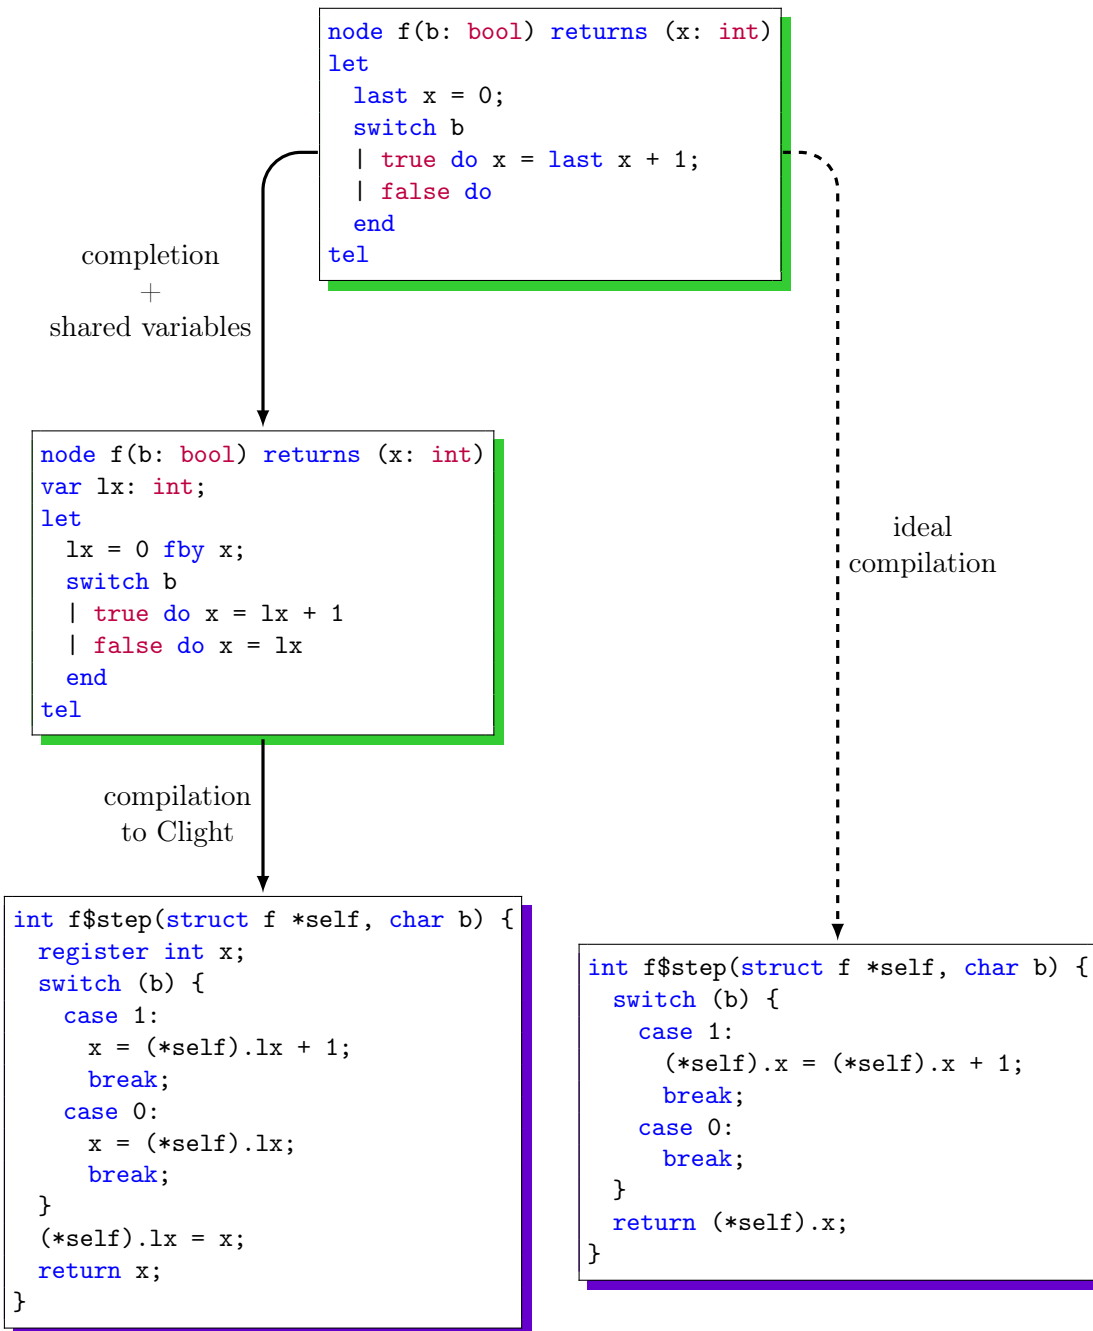 node f(b: bool) returns (x: int)
let
  last x = 0;
  switch b
  | true do x = last x + 1;
  | false do
  end
tel
completion
+
shared variables
node f(b: bool) returns (x: int)
var lx: int;
let
  lx = 0 fby x;
  switch b
  | true do x = lx + 1
  | false do x = lx
  end
tel
ideal
compilation
compilation
to Clight
int f$step(struct f *self, char b) {
  register int x;
  switch (b) {
    case 1:
      x = (*self).lx + 1;
      break;
    case 0:
      x = (*self).lx;
      break;
  }
  (*self).lx = x;
  return x;
}
int f$step(struct f *self, char b) {
  switch (b) {
    case 1:
      (*self).x = (*self).x + 1;
      break;
    case 0:
      break;
  }
  return (*self).x;
}